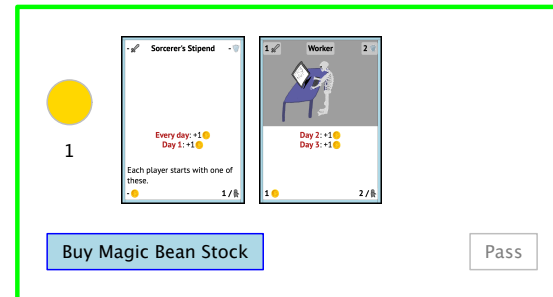 - Sorcerer's Stipend -
1 Worker 2
Every day: +1
Day 1: +1
Day 2: +1
Day 3: +1
1
Each player starts with one of
these.
- 1 /
1 2 /
Buy Magic Bean Stock
Pass